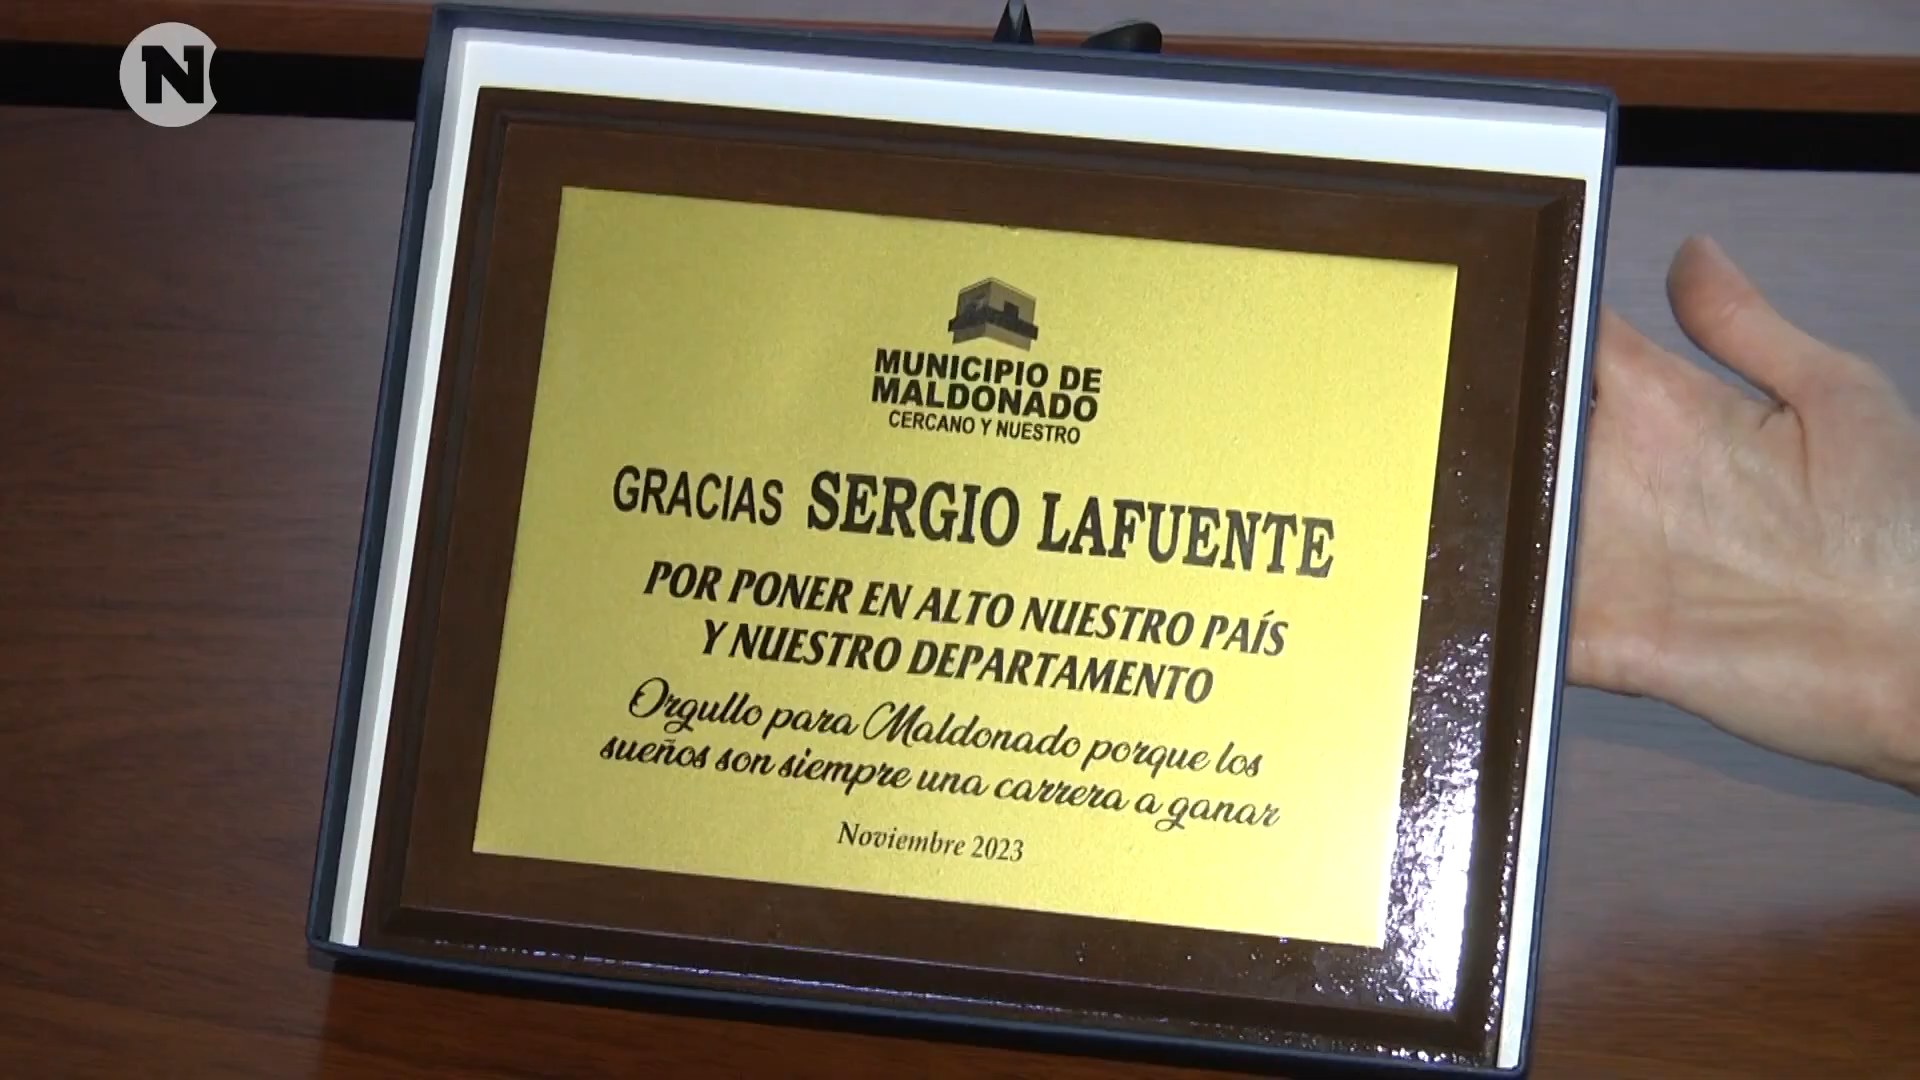 N
MUNICIPIO DE
MALDONADO
CERCANO Y NUESTRO
GRACIAS SERGIO LAFUENTE
POR PONER EN ALTO NUESTRO PAÍS
Y NUESTRO DEPARTAMENTO
Orgullo para Maldonado porque los
sueños son siempre una carrera a ganar
Noviembre 2023